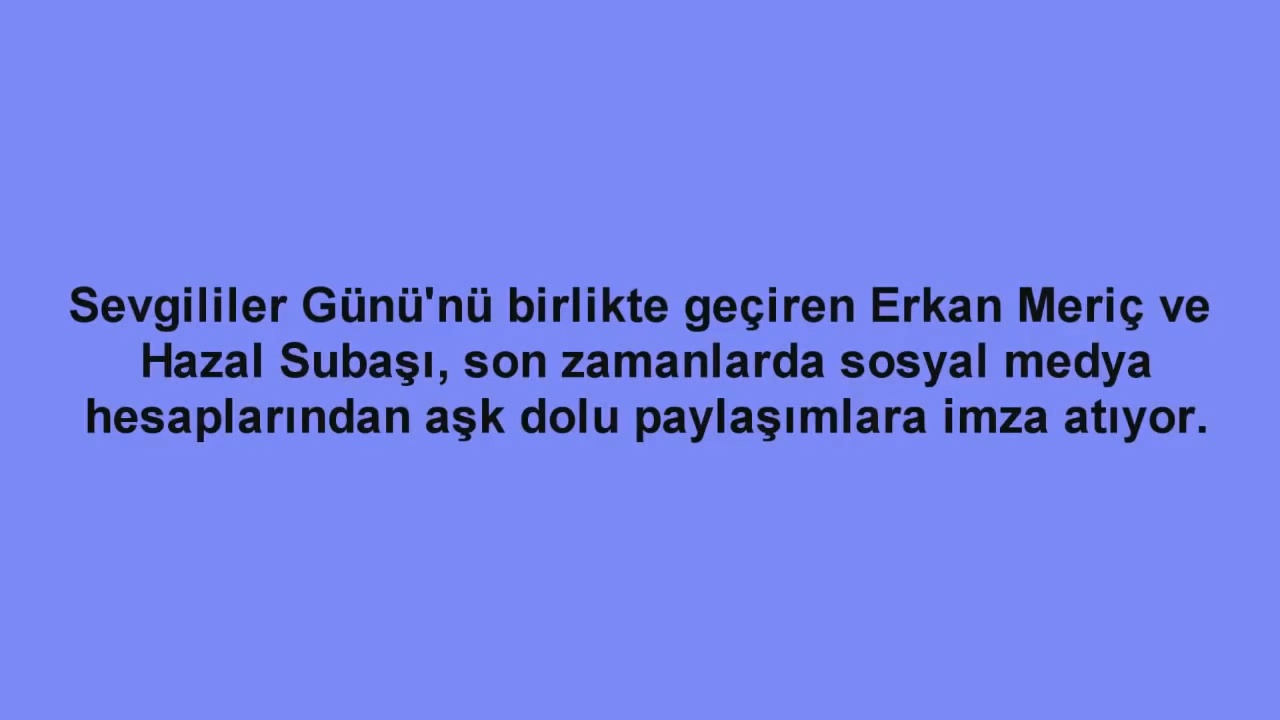 Sevgililer Günü'nü birlikte geçiren Erkan Meriç ve
Hazal Subaşı, son zamanlarda sosyal medya
hesaplarından aşk dolu paylaşımlara imza atıyor.